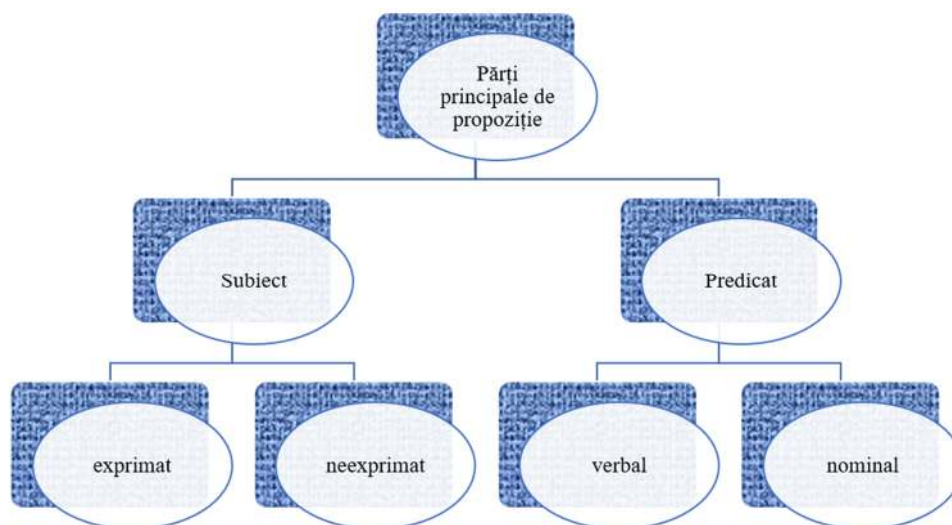 Părți
principale de
propoziție
Subiect
Predicat
exprimat
neexprimat
verbal
nominal